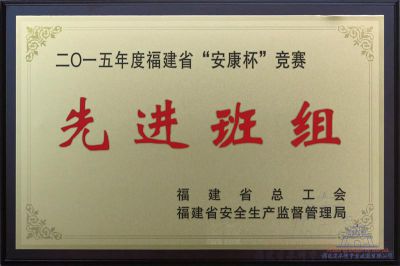 二〇一五年度福建省“安康杯”竞赛
先进班组
福建省总工会
福建省安全生产监督管理局